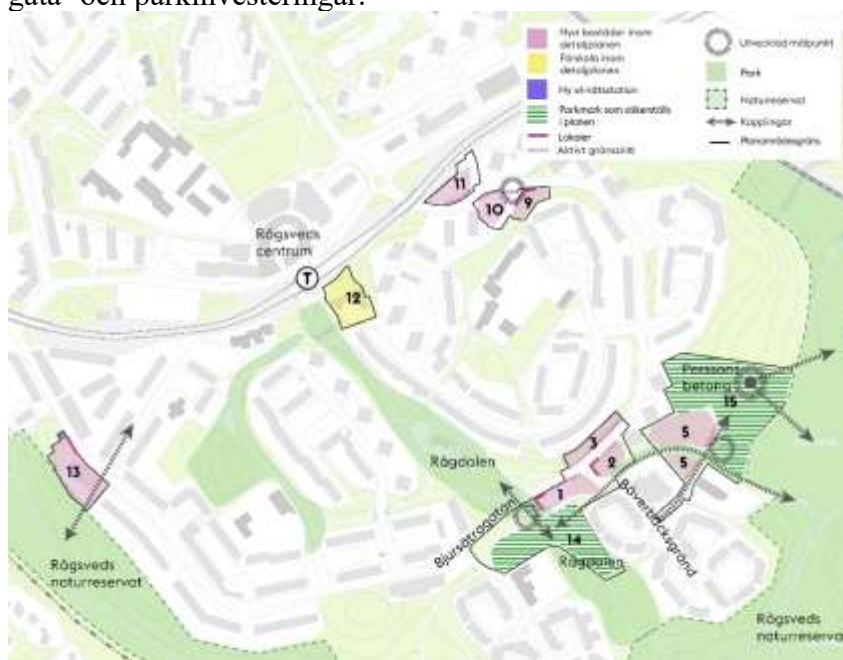 gata- och parkinvesteringar.
Nya bostäder inom
detaljplanen
Förskola inom
detaljplanen
Ny el-nätstation
Parkmark som säkerställs
i planen
Lokaler
Aktivt gränssnitt
Utvecklad målpunkt
Park
Naturreservat
Kopplingar
Planområdesgräns
11
10
9
Rågsveds
centrum
T
12
Perssons
betong
15
5
3
5
2
13
Rågdalen
1
Bjursätragatan
Bäverbäcksgränd
14
Rågdalen
Rågsveds
naturreservat
Rågsveds
naturreservat